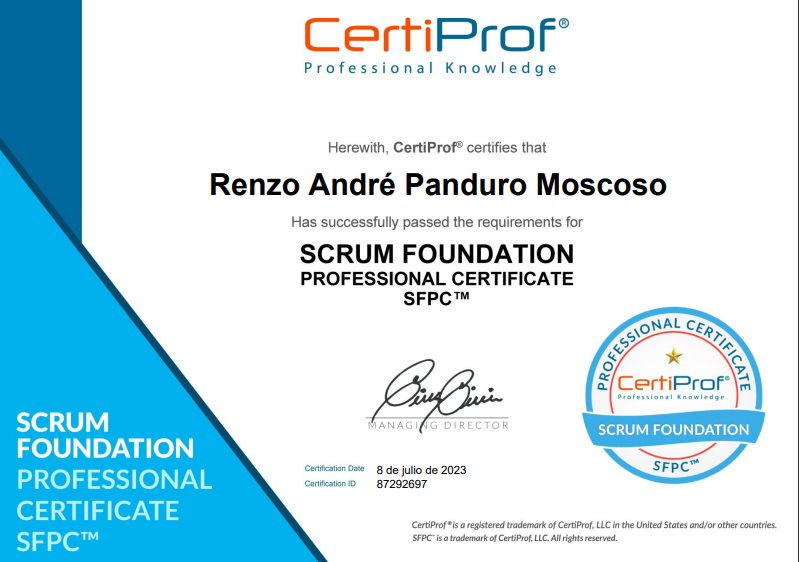 CertiProf®
Professional Knowledge
Herewith, CertiProf® certifies that
Renzo André Panduro Moscoso
Has successfully passed the requirements for
SCRUM FOUNDATION
PROFESSIONAL CERTIFICATE
SFPC™
MANAGING DIRECTOR
Certification Date 8 de julio de 2023
Certification ID 87292697
SCRUM
FOUNDATION
PROFESSIONAL
CERTIFICATE
SFPC™
PROFESSIONAL CERTIFICATE
CertiProf®
Professional Knowledge
SCRUM FOUNDATION
SFPC™
CertiProf® is a registered trademark of CertiProf, LLC in the United States and/or other countries.
SFPC™ is a trademark of CertiProf, LLC. All rights reserved.